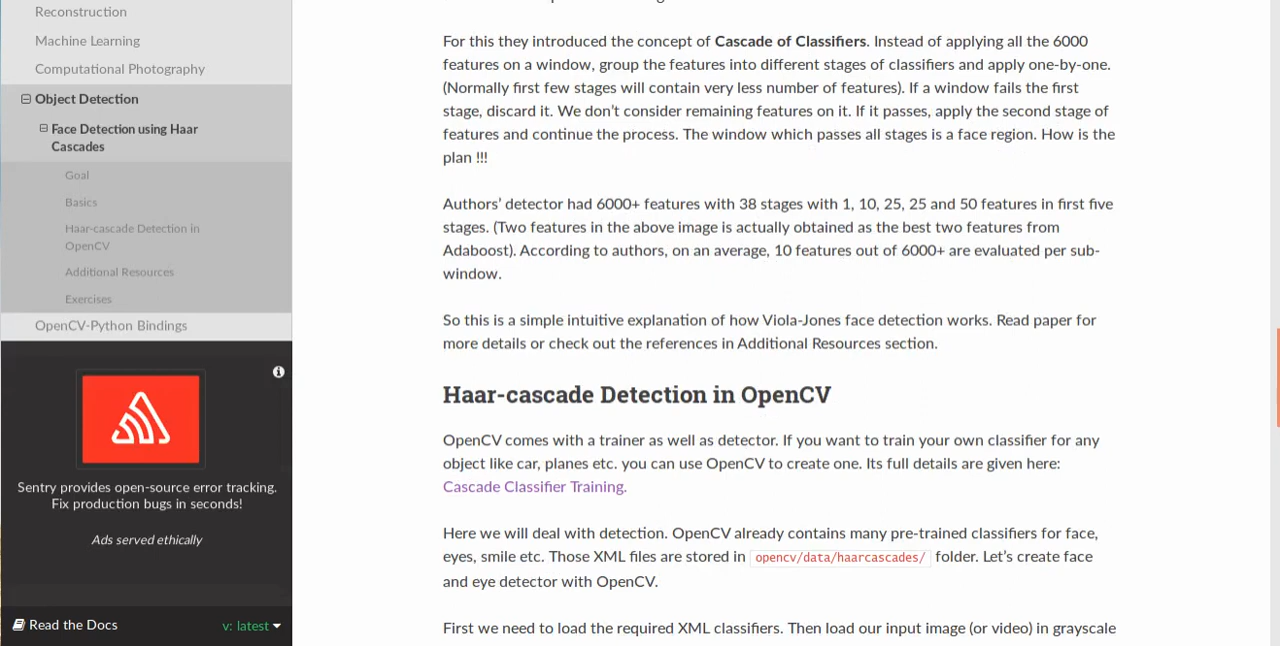 Reconstruction
Machine Learning
Computational Photography
Object Detection
Face Detection using Haar
Cascades
Goal
Basics
Haar-cascade Detection in
OpenCV
Additional Resources
Exercises
OpenCV-Python Bindings
Sentry provides open-source error tracking.
Fix production bugs in seconds!
Ads served ethically
Read the Docs
v: latest
For this they introduced the concept of Cascade of Classifiers. Instead of applying all the 6000
features on a window, group the features into different stages of classifiers and apply one-by-one.
(Normally first few stages will contain very less number of features). If a window fails the first
stage, discard it. We don’t consider remaining features on it. If it passes, apply the second stage of
features and continue the process. The window which passes all stages is a face region. How is the
plan !!!
Authors’ detector had 6000+ features with 38 stages with 1, 10, 25, 25 and 50 features in first five
stages. (Two features in the above image is actually obtained as the best two features from
Adaboost). According to authors, on an average, 10 features out of 6000+ are evaluated per sub-
window.
So this is a simple intuitive explanation of how Viola-Jones face detection works. Read paper for
more details or check out the references in Additional Resources section.
Haar-cascade Detection in OpenCV
OpenCV comes with a trainer as well as detector. If you want to train your own classifier for any
object like car, planes etc. you can use OpenCV to create one. Its full details are given here:
Cascade Classifier Training.
Here we will deal with detection. OpenCV already contains many pre-trained classifiers for face,
eyes, smile etc. Those XML files are stored in opencv/data/haarcascades/ folder. Let’s create face
and eye detector with OpenCV.
First we need to load the required XML classifiers. Then load our input image (or video) in grayscale